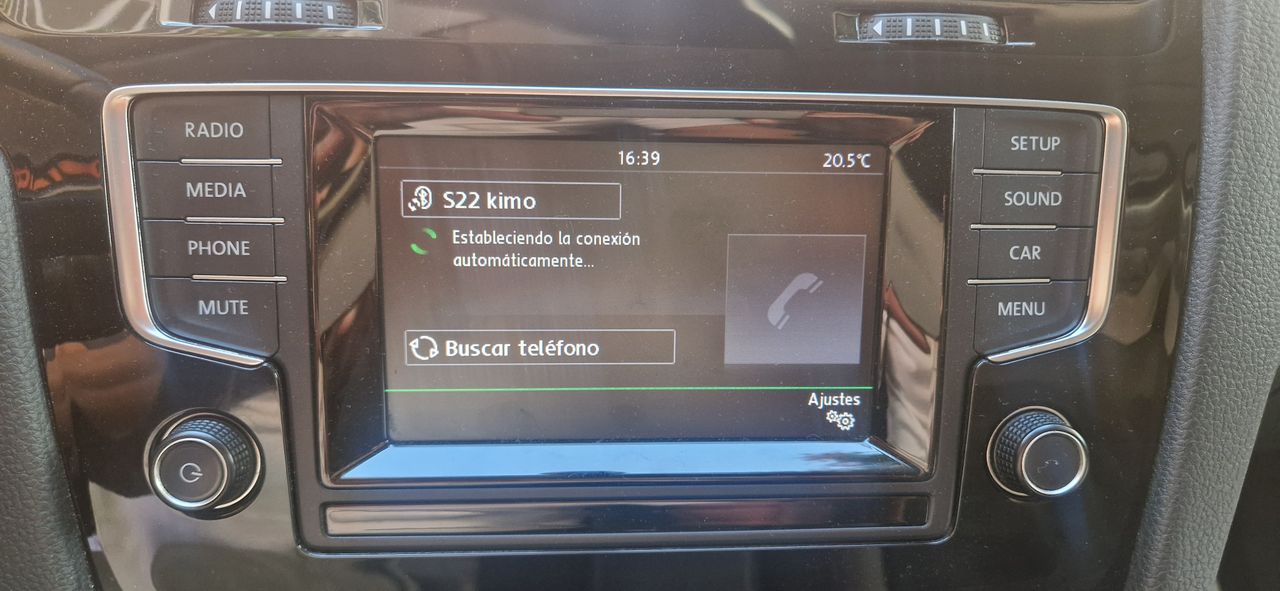 RADIO
MEDIA
PHONE
MUTE
16:39
20.5°C
S22 kimo
Estableciendo la conexión
automáticamente...
Buscar teléfono
Ajustes
SETUP
SOUND
CAR
MENU